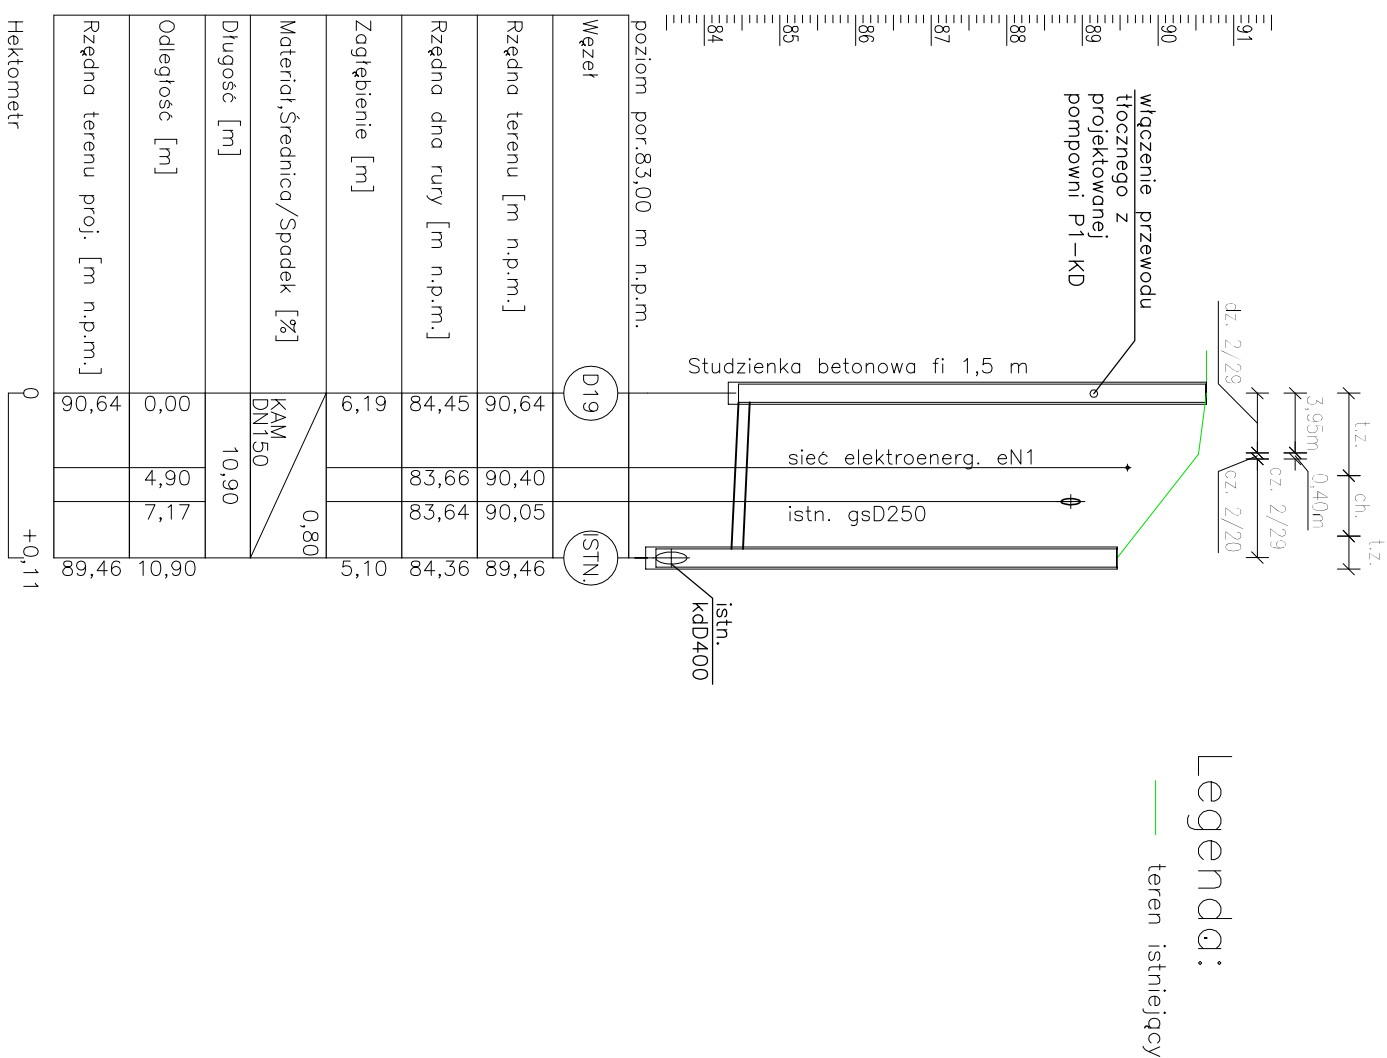 91
90
89
88
87
86
85
84
włączenie przewodu
tłocznego z
projektowanej
pompowni P1-KD
dz. 2/29
3,95m
0,40m
t.z.
ch.
t.z.
cz. 2/29
cz. 2/20
Studzienka betonowa fi 1,5 m
sieć elektroenerg. eN1
istn. gsD250
istn.
kdD400
poziom por.83,00 m n.p.m.
Węzeł
D19
ISTN.
Rzędna terenu [m n.p.m.]
90,64
90,40
90,05
89,46
Rzędna dna rury [m n.p.m.]
84,45
83,66
83,64
84,36
Zagłębienie [m]
6,19
5,10
Materiał,Średnica/Spadek [%]
KAM
DN150
0,80
Długość [m]
10,90
Odległość [m]
0,00
4,90
7,17
10,90
Rzędna terenu proj. [m n.p.m.]
90,64
89,46
Hektometr
0
+0,11
Legenda:
teren istniejący